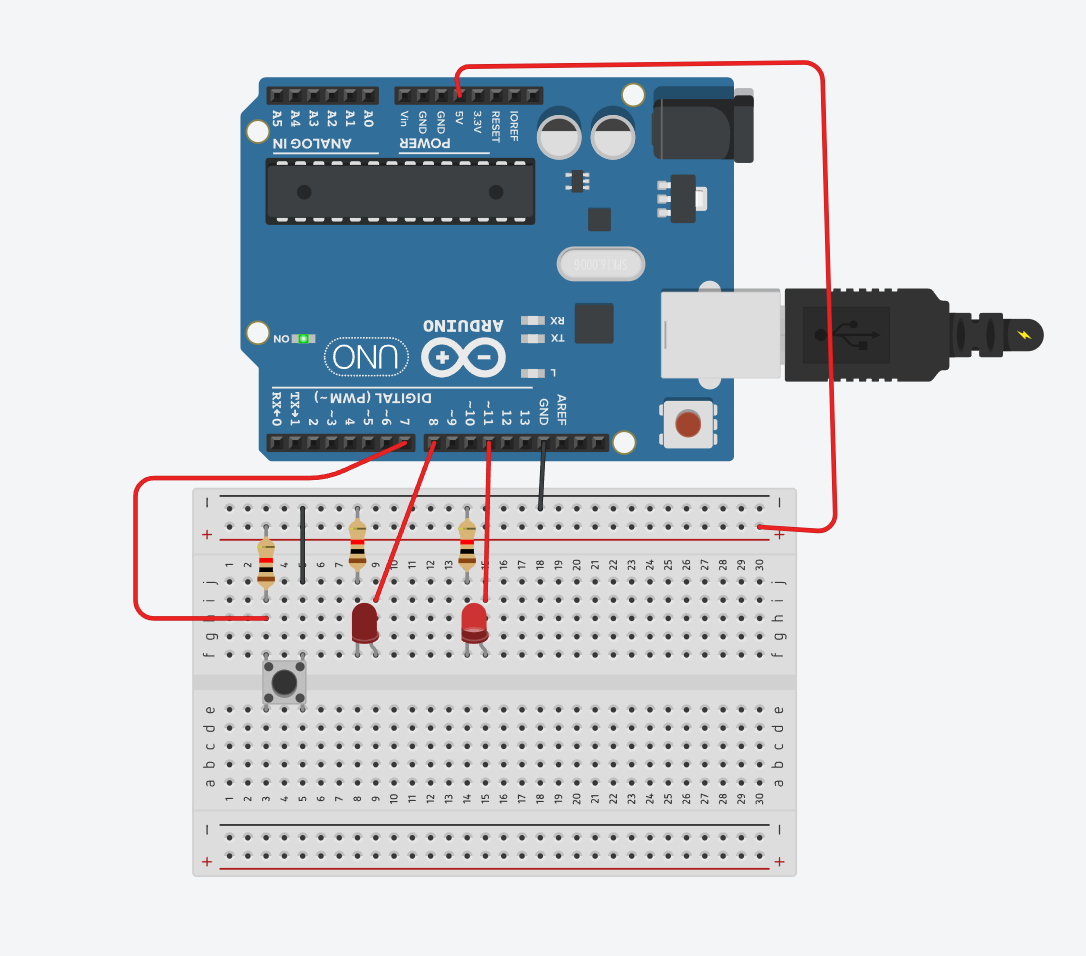 A5 A4 A3 A2 A1 A0 Vin GND GND 5V 3.3V RESET IOREF
ANALOG IN POWER
RX
TX
L
ARDUINO
UNO
ON
DIGITAL (PWM ~)
RX←0 TX→1 2 ~3 4 ~5 ~6 7 8 ~9 ~10 ~11 12 13 GND AREF
− −
+ +
1 2 3 4 5 6 7 8 9 10 11 12 13 14 15 16 17 18 19 20 21 22 23 24 25 26 27 28 29 30
j j
i i
h h
g g
f f
e e
d d
c c
b b
a a
1 2 3 4 5 6 7 8 9 10 11 12 13 14 15 16 17 18 19 20 21 22 23 24 25 26 27 28 29 30
− −
+ +